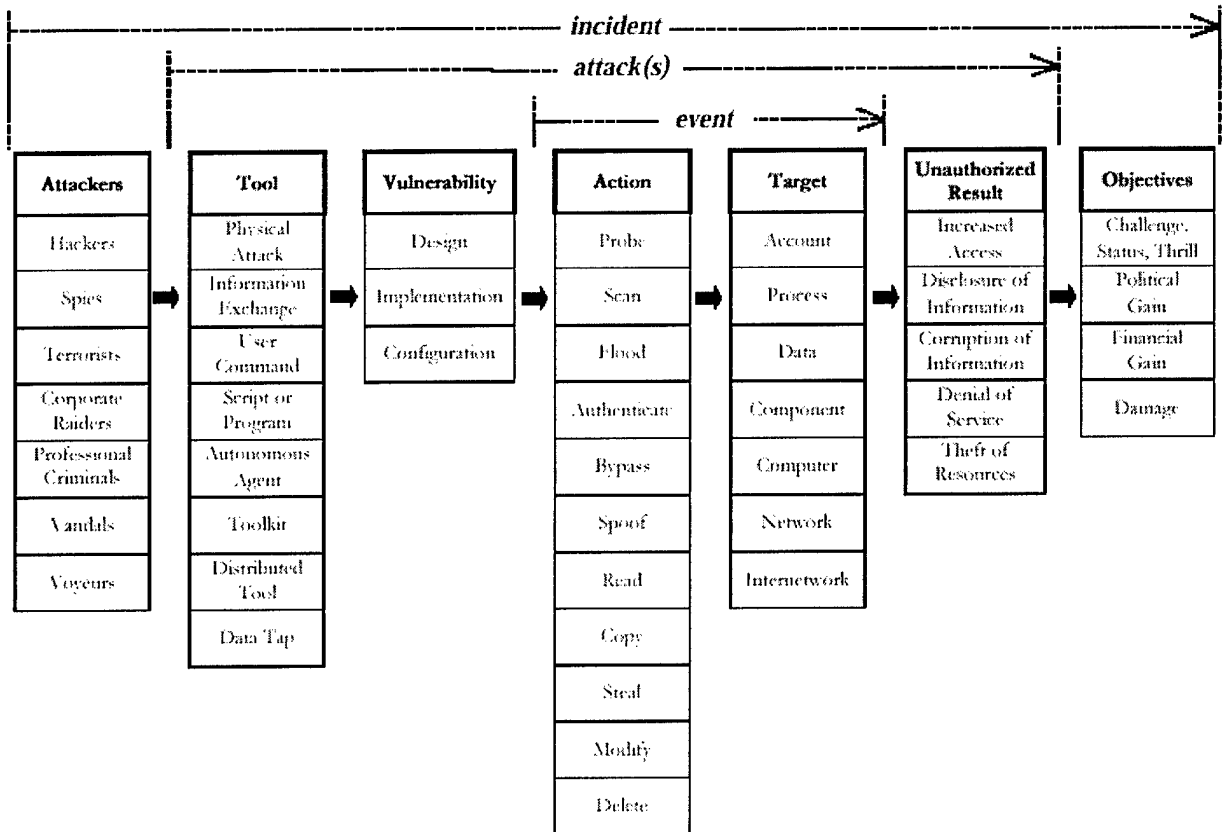 incident
attack(s)
event
Attackers
Hackers
Spies
Terrorists
Corporate
Raiders
Professional
Criminals
Vandals
Voyeurs
Tool
Physical
Attack
Information
Exchange
User
Command
Script or
Program
Autonomous
Agent
Toolkit
Distributed
Tool
Data Tap
Vulnerability
Design
Implementation
Configuration
Action
Probe
Scan
Flood
Authenticate
Bypass
Spoof
Read
Copy
Steal
Modify
Delete
Target
Account
Process
Data
Component
Computer
Network
Internetwork
Unauthorized
Result
Increased
Access
Disclosure of
Information
Corruption of
Information
Denial of
Service
Theft of
Resources
Objectives
Challenge,
Status, Thrill
Political
Gain
Financial
Gain
Damage